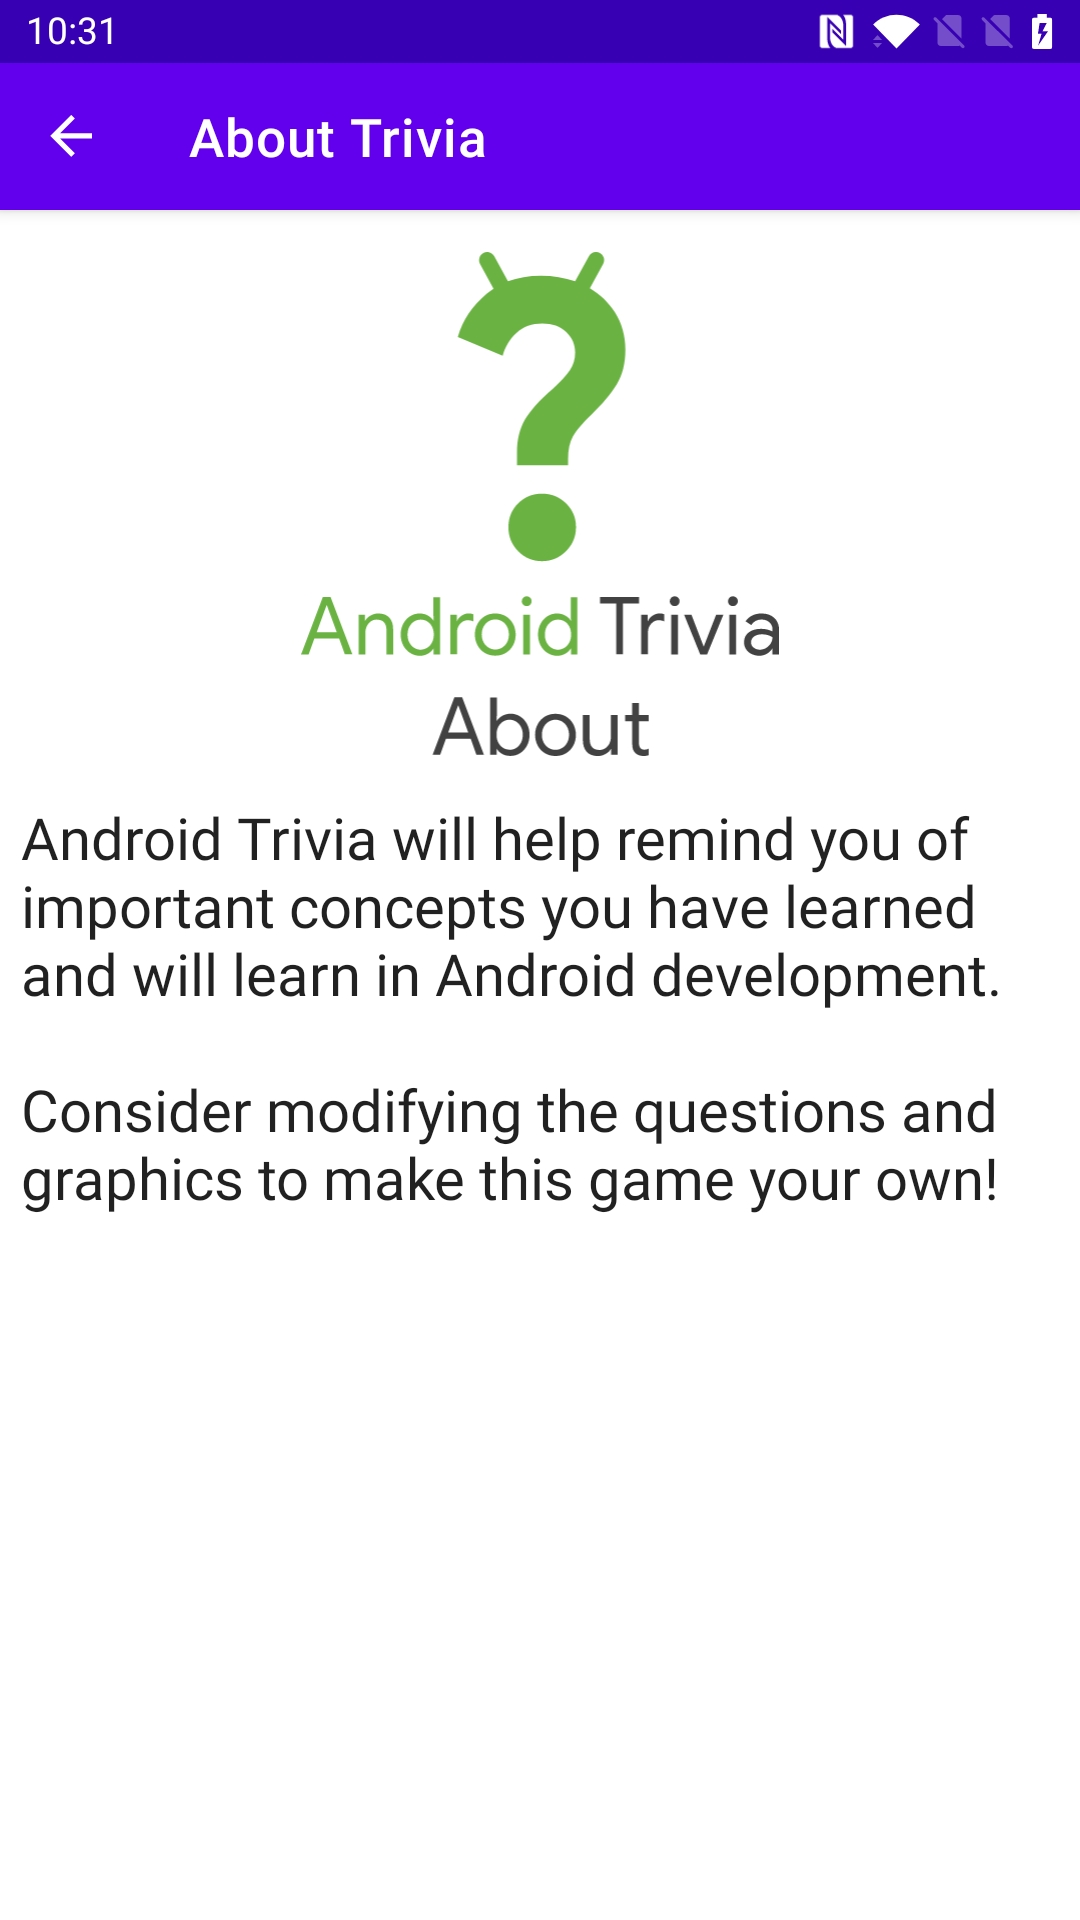 10:31
About Trivia
Android Trivia
About
Android Trivia will help remind you of
important concepts you have learned
and will learn in Android development.
Consider modifying the questions and
graphics to make this game your own!